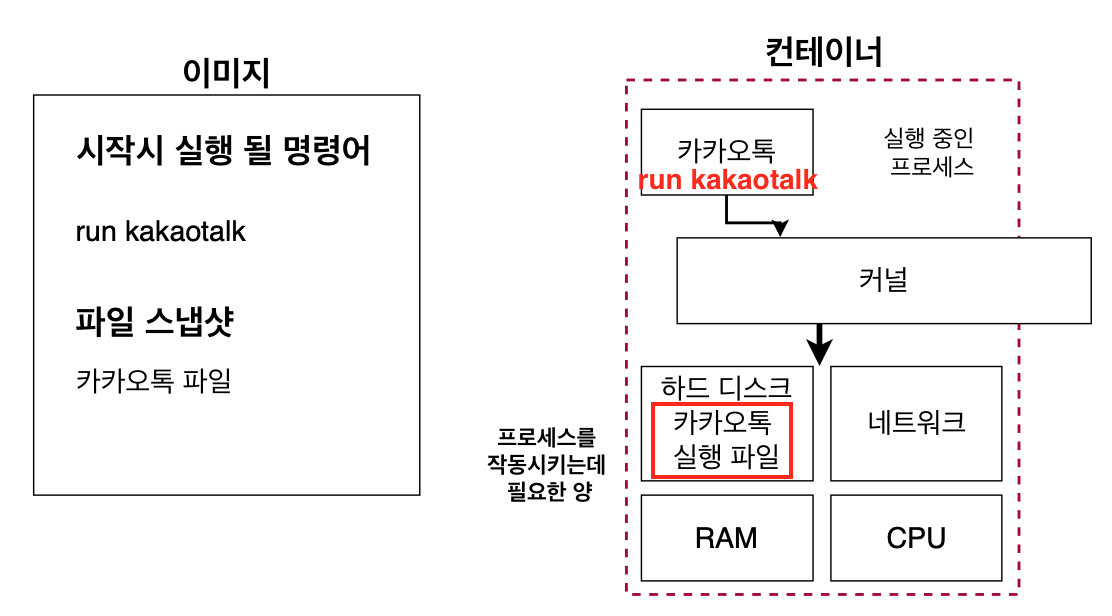 이미지
시작시 실행 될 명령어
run kakaotalk
파일 스냅샷
카카오톡 파일
컨테이너
카카오톡
run kakaotalk
실행 중인
프로세스
커널
하드 디스크
카카오톡
실행 파일
네트워크
프로세스를
작동시키는데
필요한 양
RAM
CPU